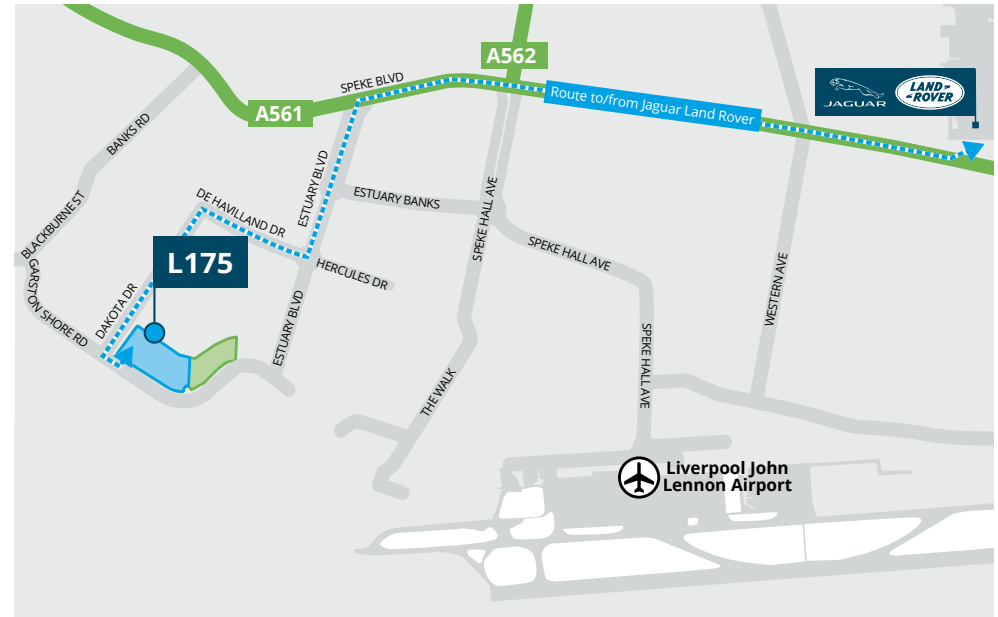 A562
SPEKE BLVD
JAGUAR
LAND-
-ROVER
Route to/from Jaguar Land Rover
A561
BANKS RD
ESTUARY BLVD
ESTUARY BANKS
BLACKBURNE ST
DE HAVILLAND DR
SPEKE HALL AVE
SPEKE HALL AVE
L175
HERCULES DR
WESTERN AVE
GARSTON SHORE RD
DAKOTA DR
ESTUARY BLVD
SPEKE HALL AVE
THE WALK
Liverpool John
Lennon Airport